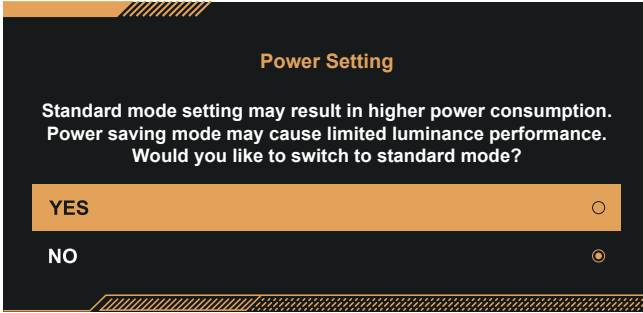 Power Setting
Standard mode setting may result in higher power consumption.
Power saving mode may cause limited luminance performance.
Would you like to switch to standard mode?
YES
NO